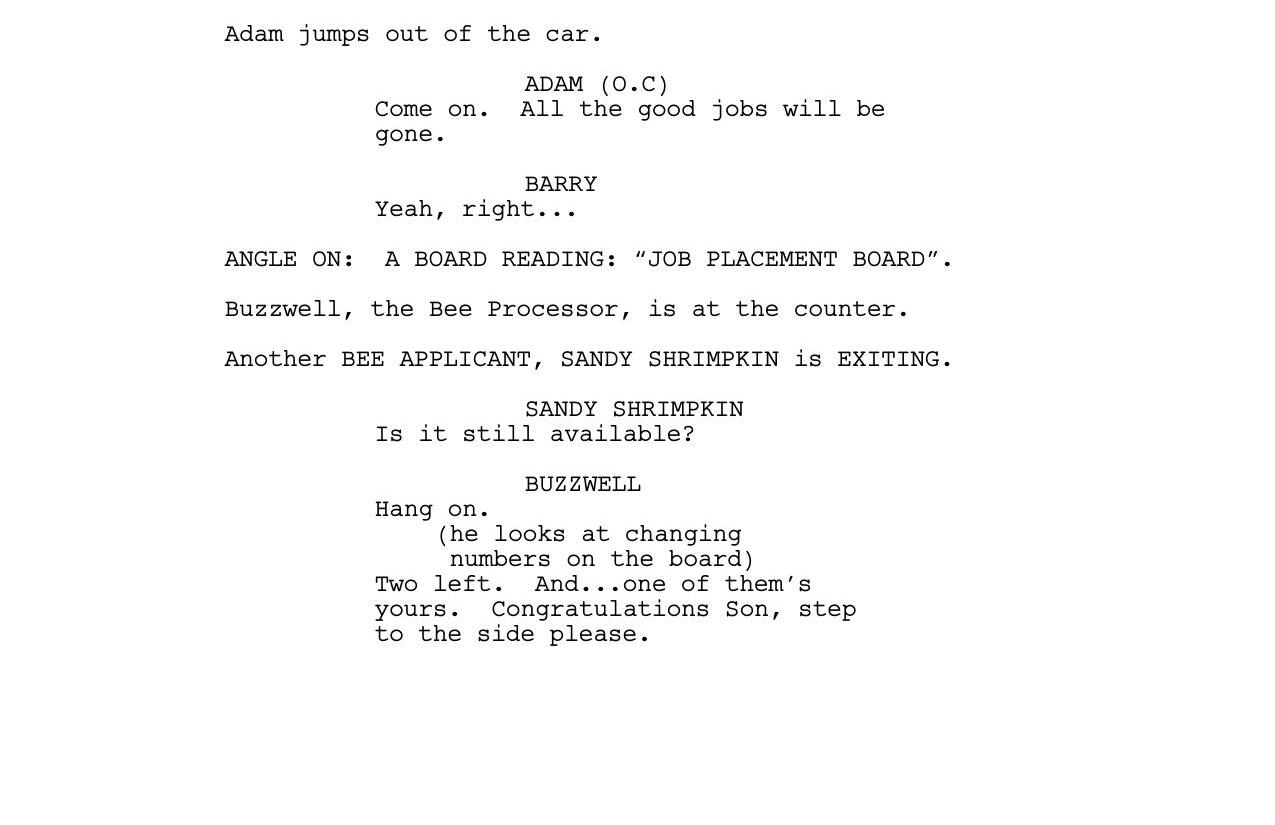 Adam jumps out of the car.
ADAM (O.C)
Come on.  All the good jobs will be
gone.
BARRY
Yeah, right...
ANGLE ON:  A BOARD READING: “JOB PLACEMENT BOARD”.
Buzzwell, the Bee Processor, is at the counter.
Another BEE APPLICANT, SANDY SHRIMPKIN is EXITING.
SANDY SHRIMPKIN
Is it still available?
BUZZWELL
Hang on.
(he looks at changing
numbers on the board)
Two left.  And...one of them’s
yours.  Congratulations Son, step
to the side please.